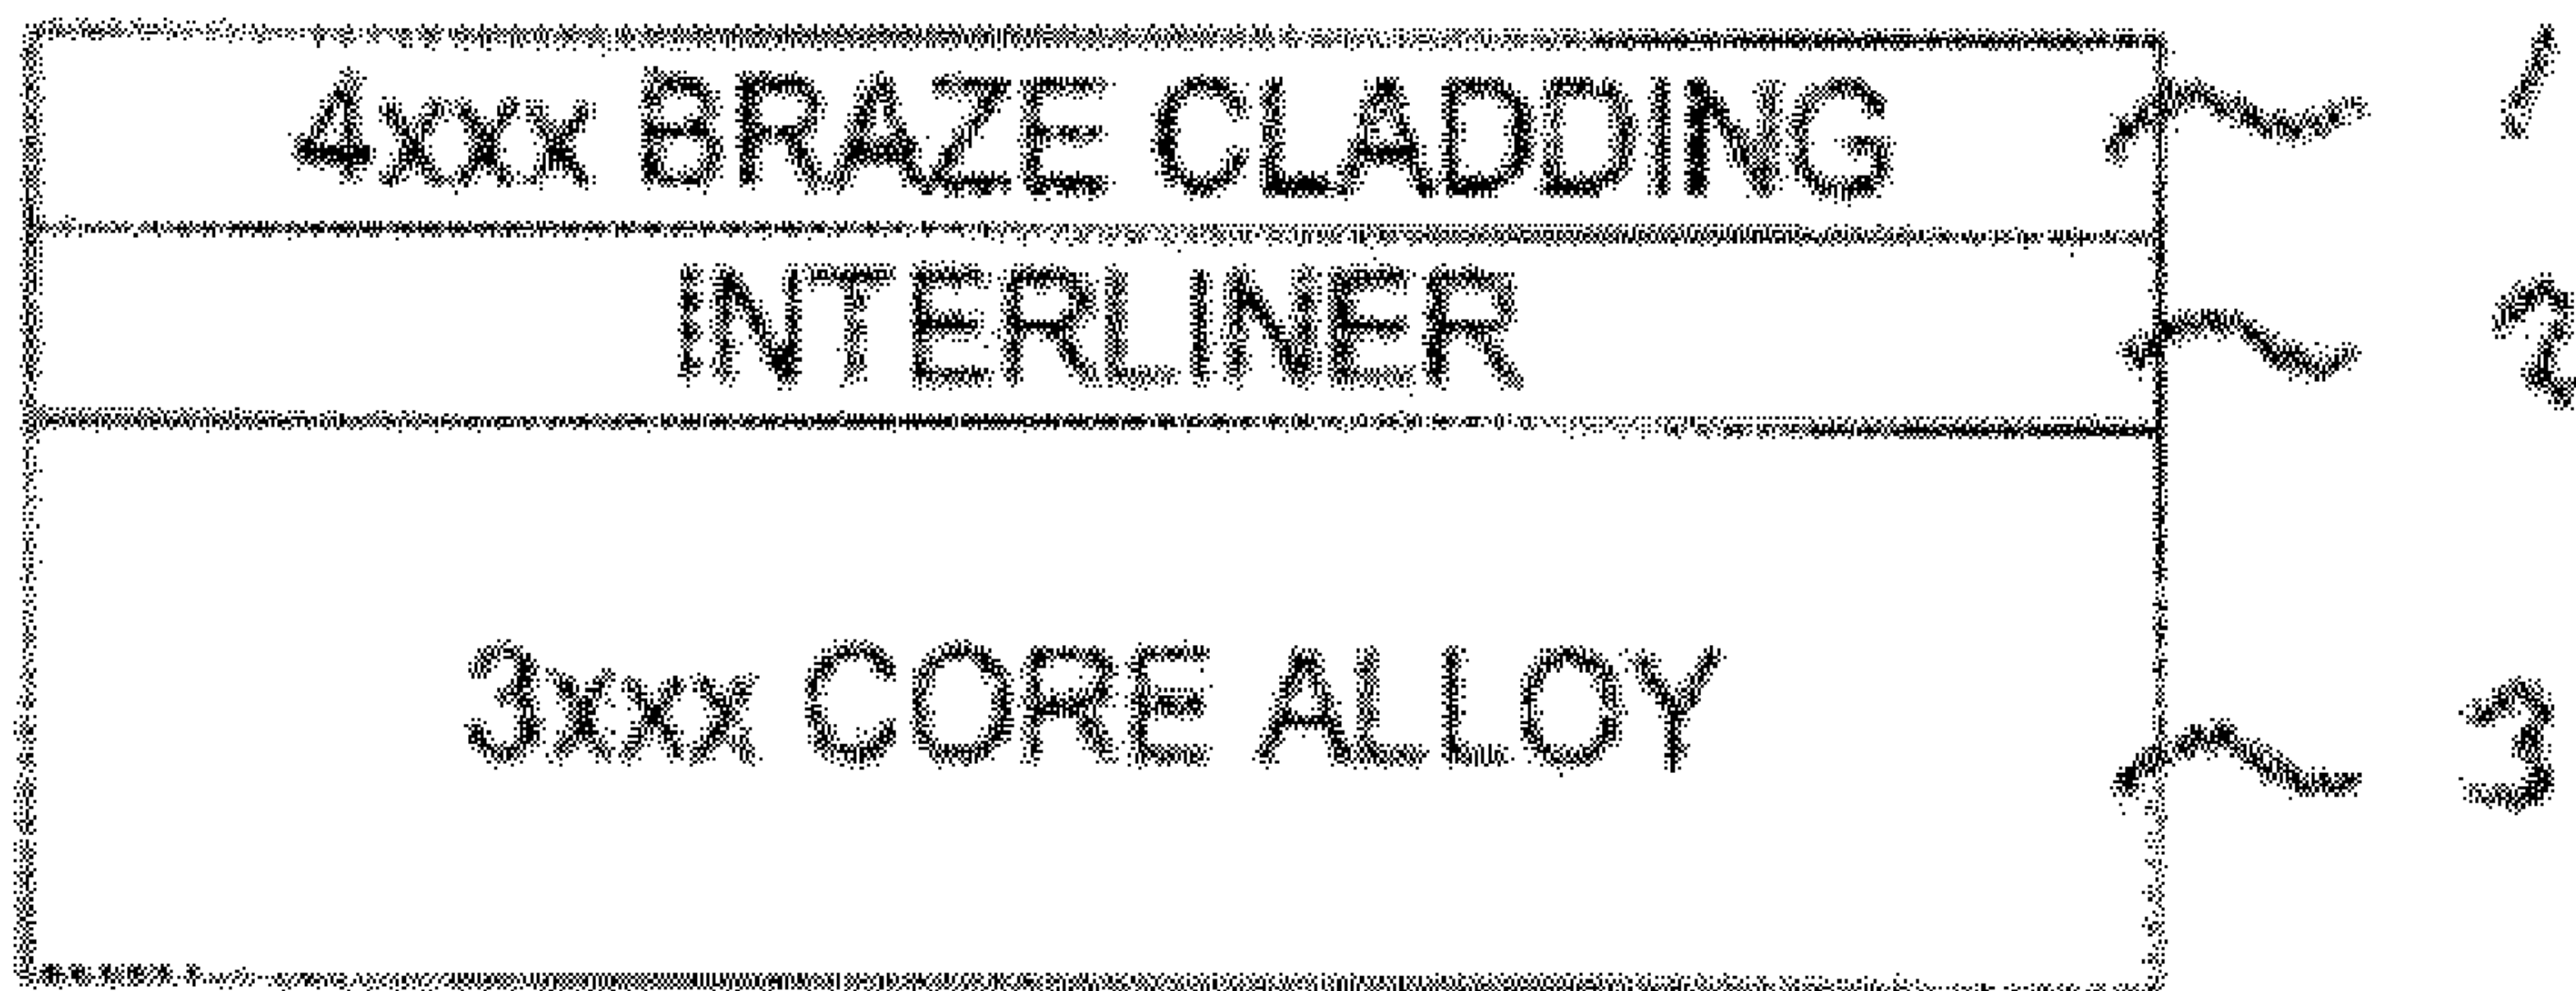 4xxx BRAZE CLADDING 1
INTERLINER 2
3xxx CORE ALLOY 3